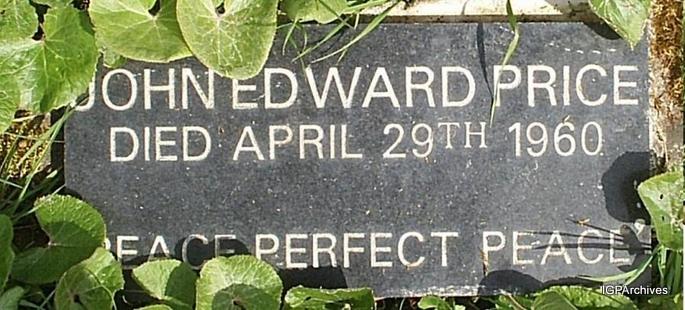 JOHN EDWARD PRICE
DIED APRIL 29TH 1960
PEACE PERFECT PEACE
IGPArchives